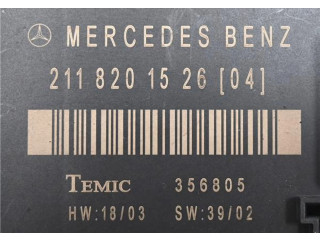 MERCEDES BENZ
211 820 15 26 [04]
TEMIC 356805
HW:18/03 SW:39/02